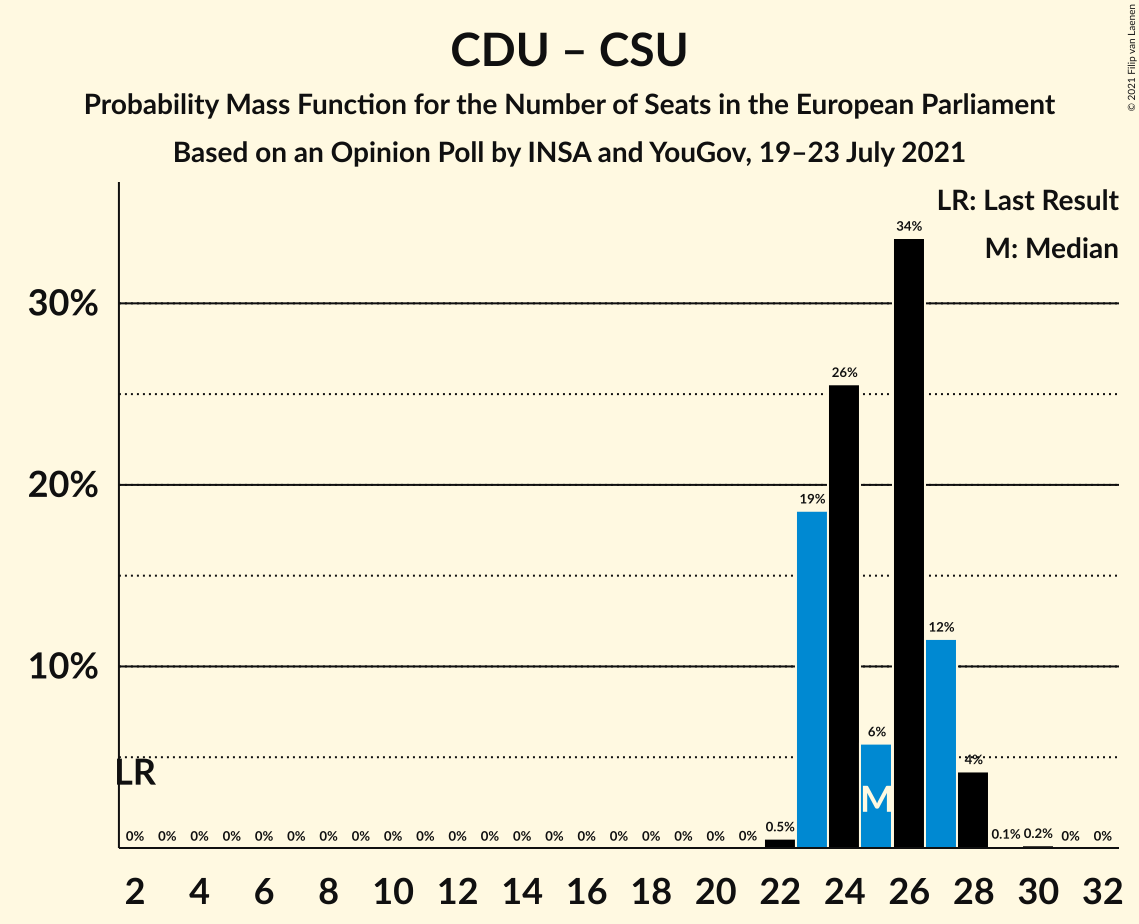 © 2021 Filip van Laenen
CDU – CSU
Probability Mass Function for the Number of Seats in the European Parliament
Based on an Opinion Poll by INSA and YouGov, 19–23 July 2021
LR: Last Result
M: Median
34%
30%
26%
20%
19%
12%
10%
6%
4%
LR
M
0% 0% 0% 0% 0% 0% 0% 0% 0% 0% 0% 0% 0% 0% 0% 0% 0% 0% 0% 0% 0.5% 0.1% 0.2% 0% 0%
2 4 6 8 10 12 14 16 18 20 22 24 26 28 30 32